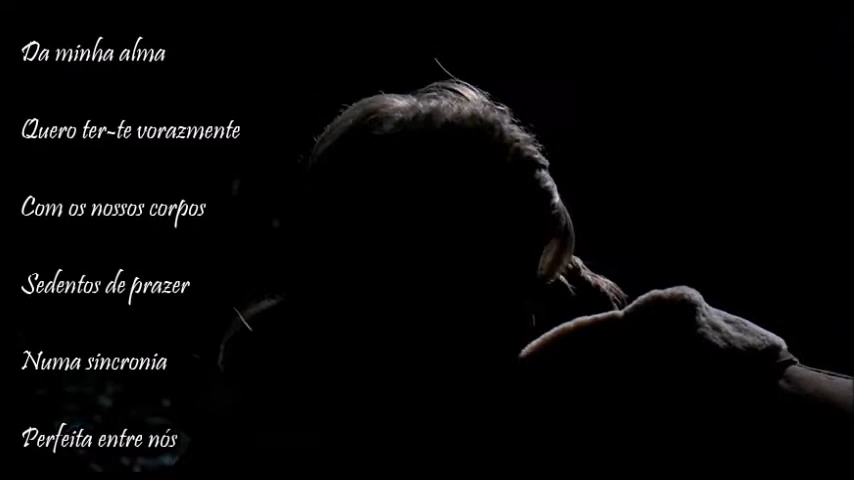 Da minha alma
Quero ter-te vorazmente
Com os nossos corpos
Sedentos de prazer
Numa sincronia
Perfeita entre nós